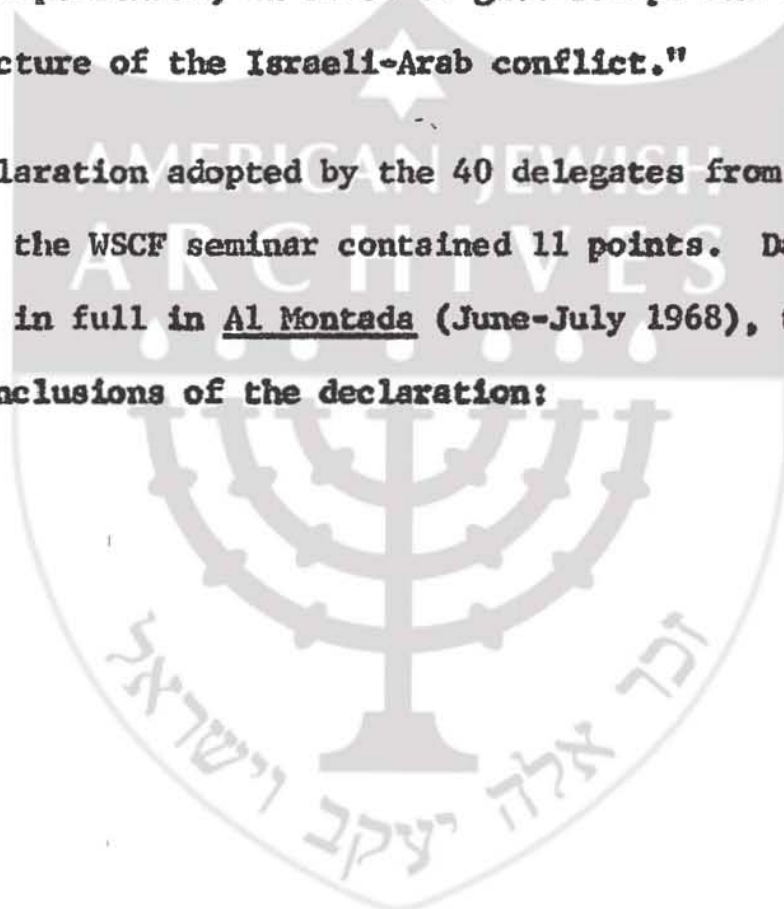 cture of the Israeli-Arab conflict."
AMERICAN JEWISH
laration adopted by the 40 delegates from
ARCHIVES
the WSCF seminar contained 11 points.
in full in Al Montada (June-July 1968),
nclusions of the declaration:
זכר אלה יעקב וישראל